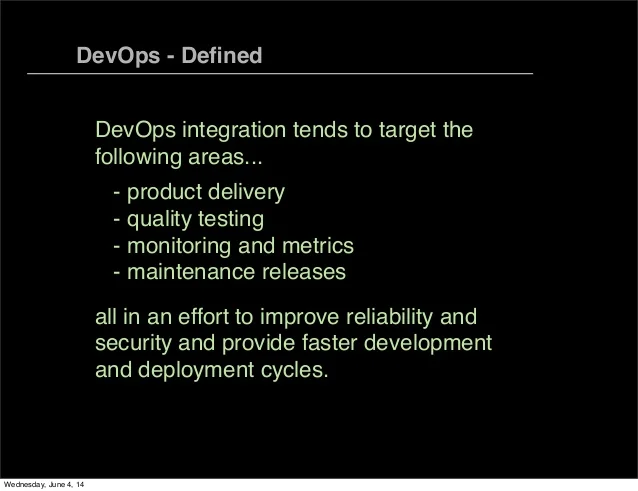 DevOps - Defined
DevOps integration tends to target the
following areas...
- product delivery
- quality testing
- monitoring and metrics
- maintenance releases
all in an effort to improve reliability and
security and provide faster development
and deployment cycles.
Wednesday, June 4, 14